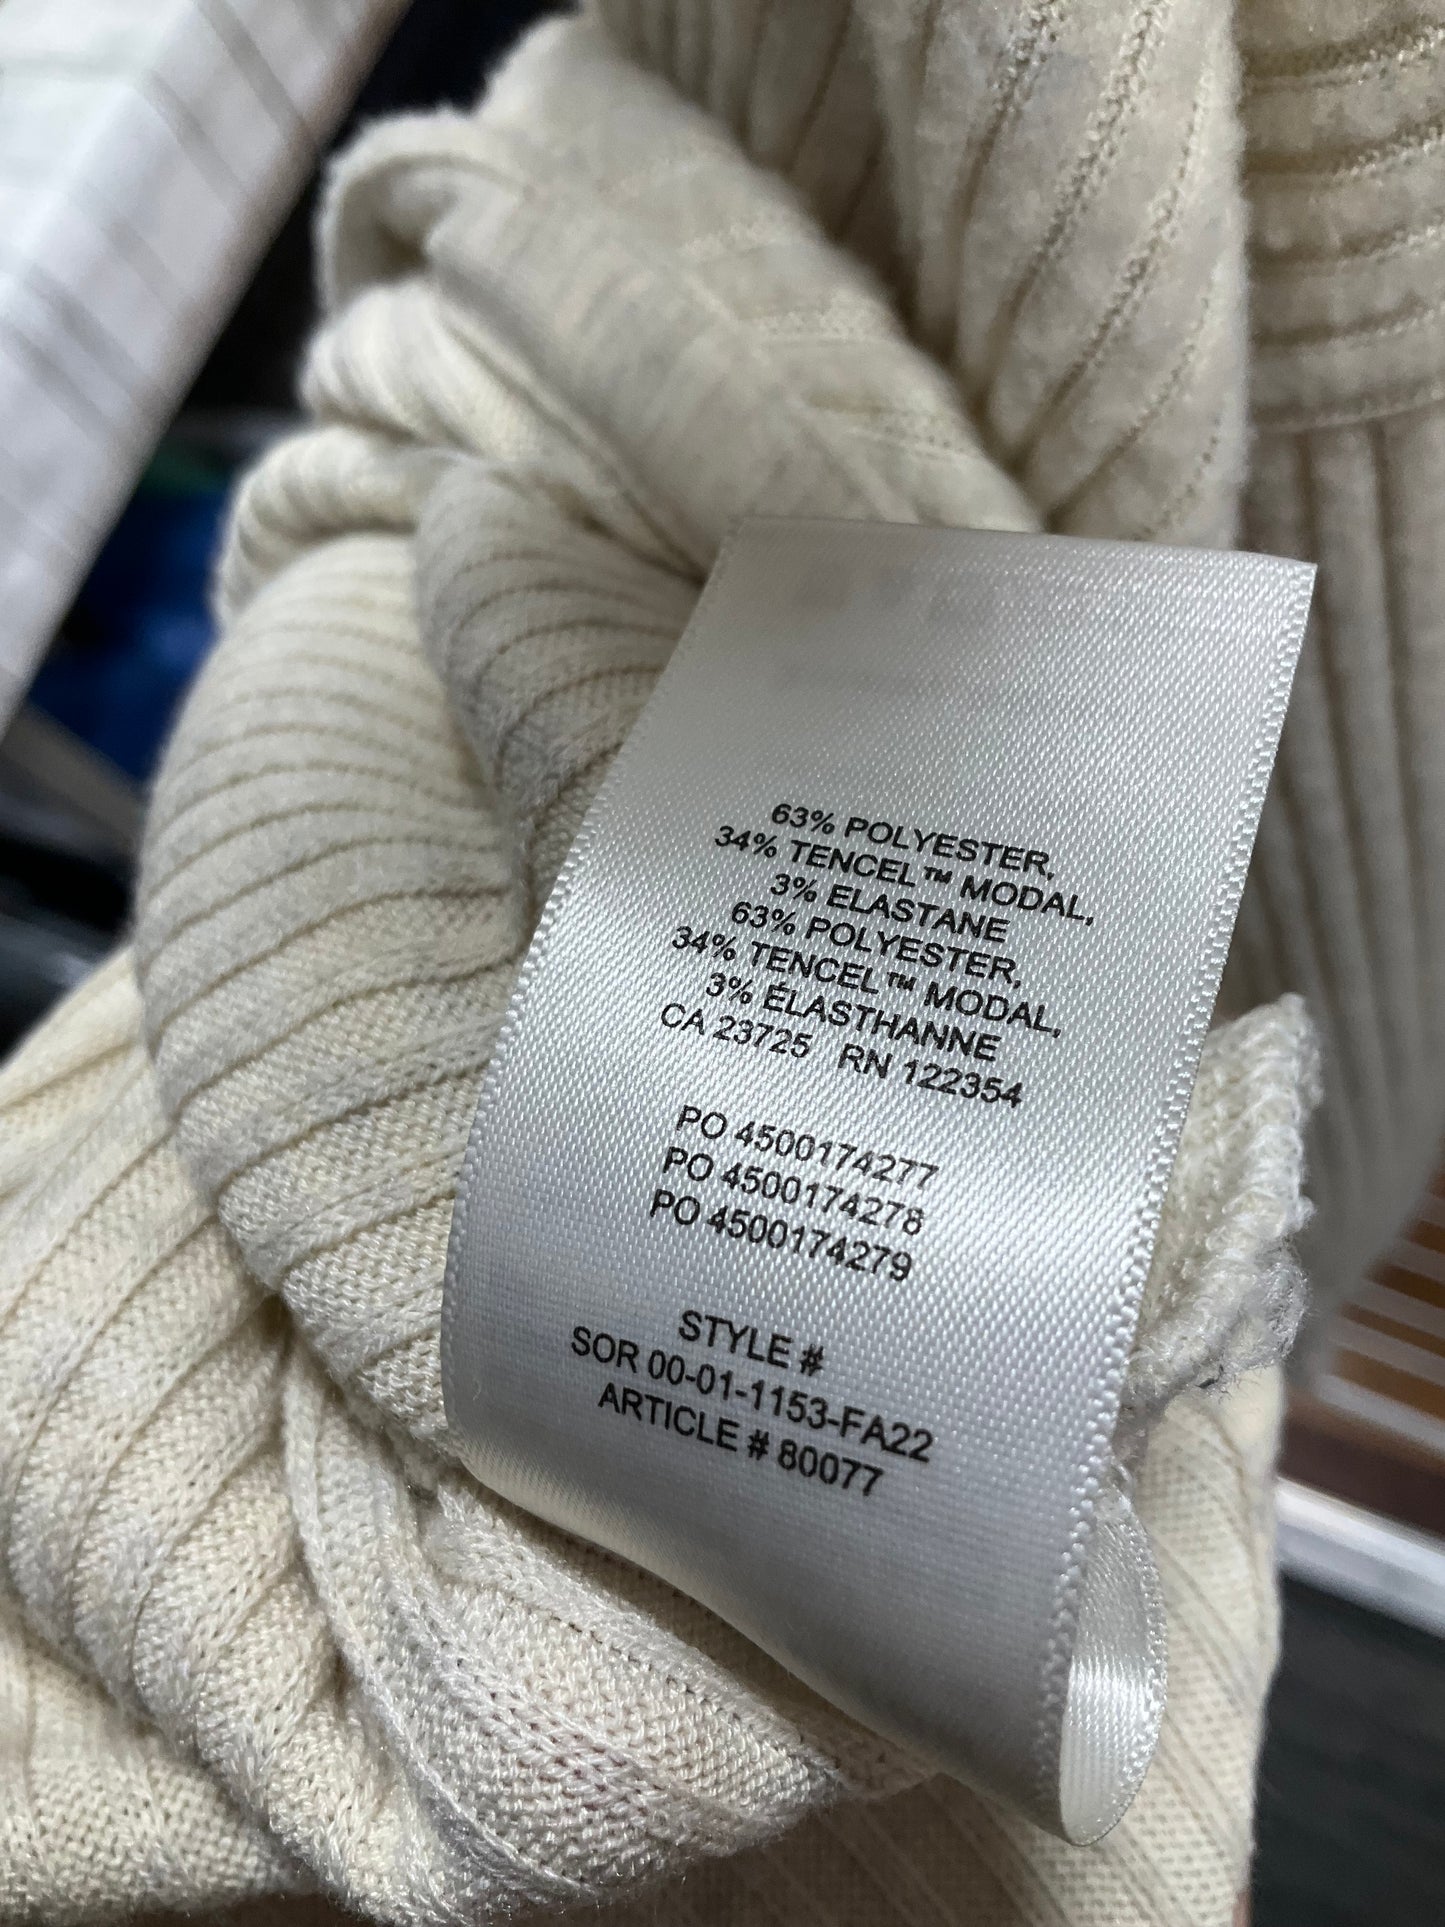 63% POLYESTER,
34% TENCEL™ MODAL,
3% ELASTANE
63% POLYESTER,
34% TENCEL™ MODAL,
3% ÉLASTHANNE
CA 23725 RN 122354
PO 4500174277
PO 4500174278
PO 4500174279
STYLE #
SOR 00-01-1153-FA22
ARTICLE # 80077